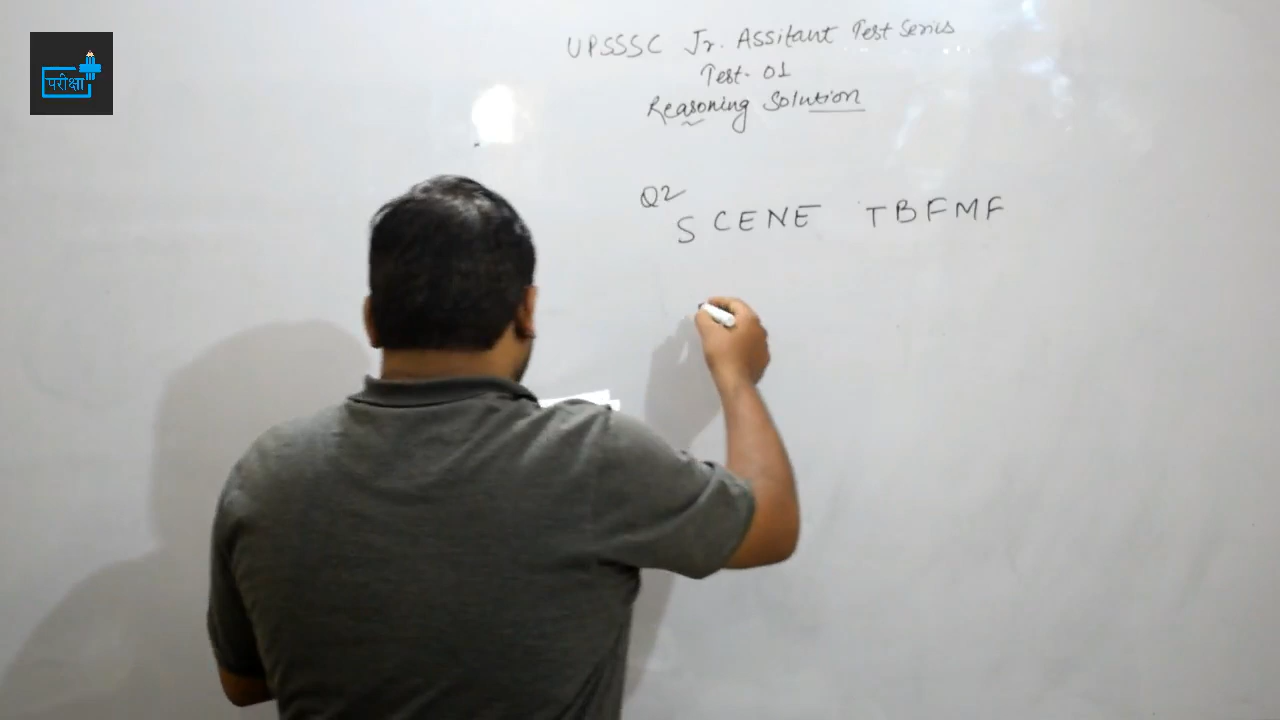 परीक्षा
UPSSSC Jr. Assitant Test Series
Test-01
Reasoning Solution
Q2
SCENE TBFMF